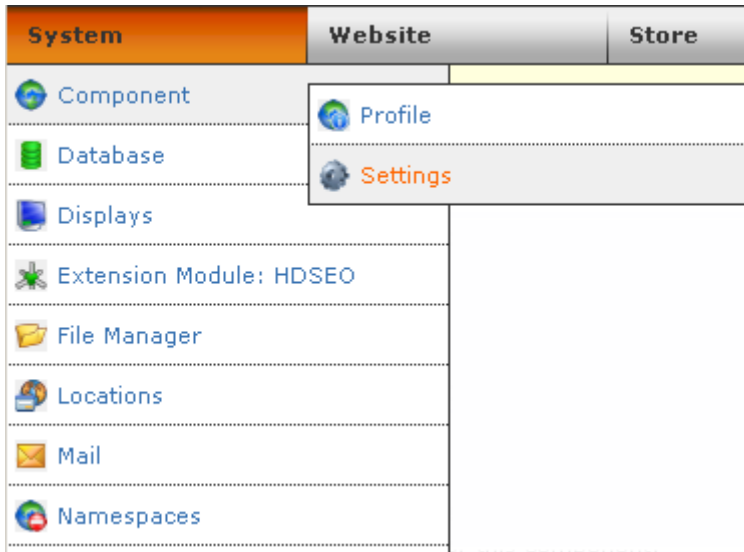 System Website Store
Component
Profile
Database
Settings
Displays
Extension Module: HDSEO
File Manager
Locations
Mail
Namespaces